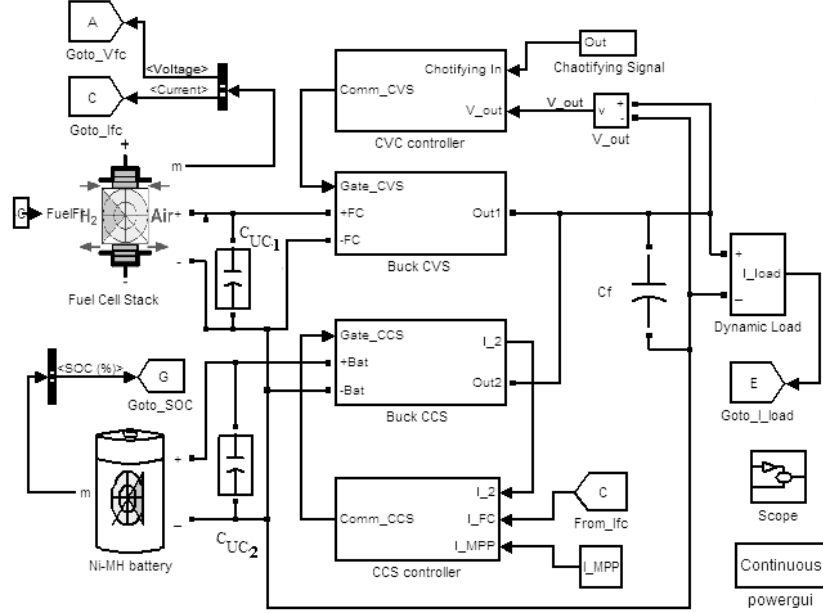 A
Goto_Vfc
<Voltage>
C
<Current>
Goto_Ifc
m
Chotifying In
Comm_CVS
V_out
CVC controller
Out
Chaotifying Signal
V_out
v
+
-
V_out
+
FuelFr
H2
Air
+
-
-
Fuel Cell Stack
CUC1
Gate_CVS
+FC
-FC
Out1
Buck CVS
Cf
+
I_load
–
Dynamic Load
Gate_CCS
+Bat
-Bat
I_2
Out2
Buck CCS
<SOC (%)>
G
Goto_SOC
E
Goto_I_load
m
+
–
Ni-MH battery
CUC2
Comm_CCS
I_2
I_FC
I_MPP
CCS controller
C
From_Ifc
I_MPP
Scope
Continuous
powergui